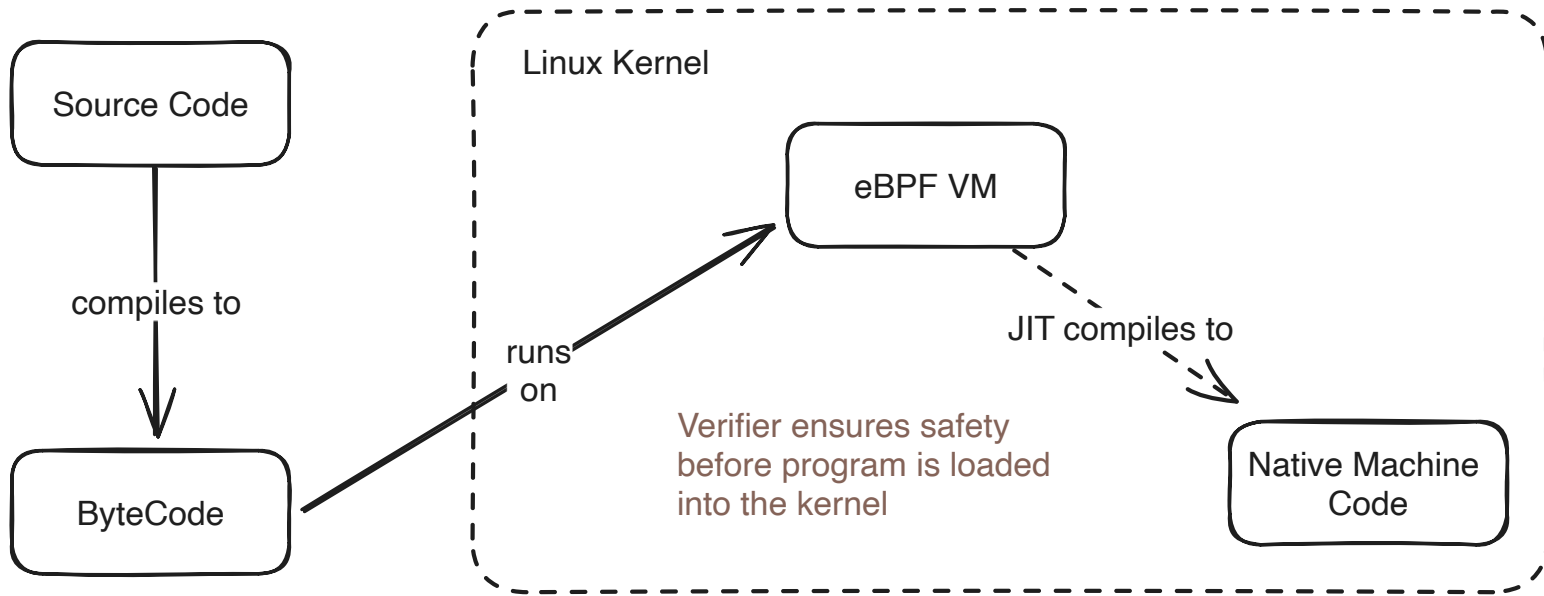 Linux Kernel
Source Code
eBPF VM
compiles to
JIT compiles to
runs
on
Verifier ensures safety
before program is loaded
into the kernel
Native Machine
Code
ByteCode